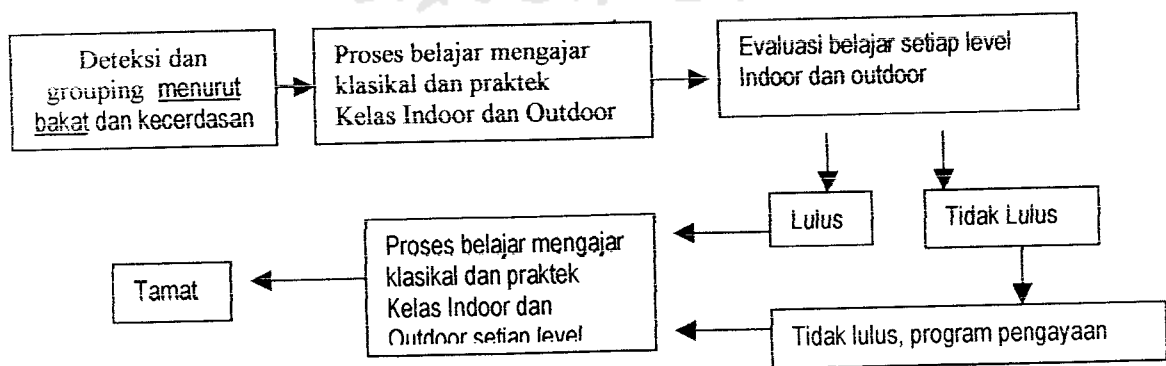 Deteksi dan
grouping menurut
bakat dan kecerdasan
Proses belajar mengajar
klasikal dan praktek
Kelas Indoor dan Outdoor
Evaluasi belajar setiap level
Indoor dan outdoor
Lulus
Tidak Lulus
Proses belajar mengajar
klasikal dan praktek
Kelas Indoor dan
Outdoor setian level
Tamat
Tidak lulus, program pengayaan